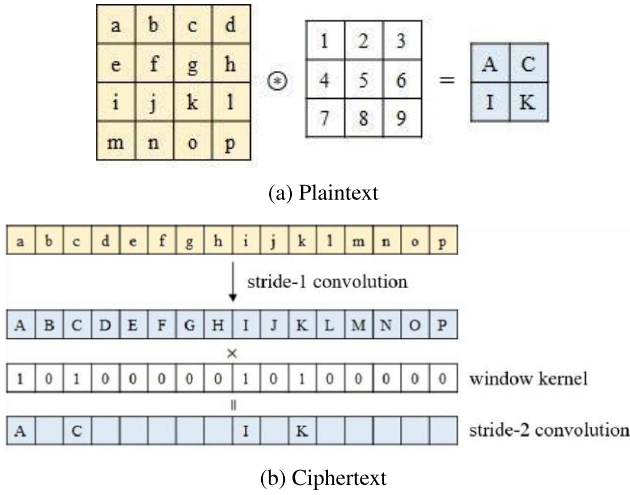 a b c d
e f g h
i j k l
m n o p
⊛
1 2 3
4 5 6
7 8 9
=
A C
I K
(a) Plaintext
a b c d e f g h i j k l m n o p
stride-1 convolution
A B C D E F G H I J K L M N O P
×
1 0 1 0 0 0 0 0 1 0 1 0 0 0 0 0 window kernel
=
A C I K stride-2 convolution
(b) Ciphertext